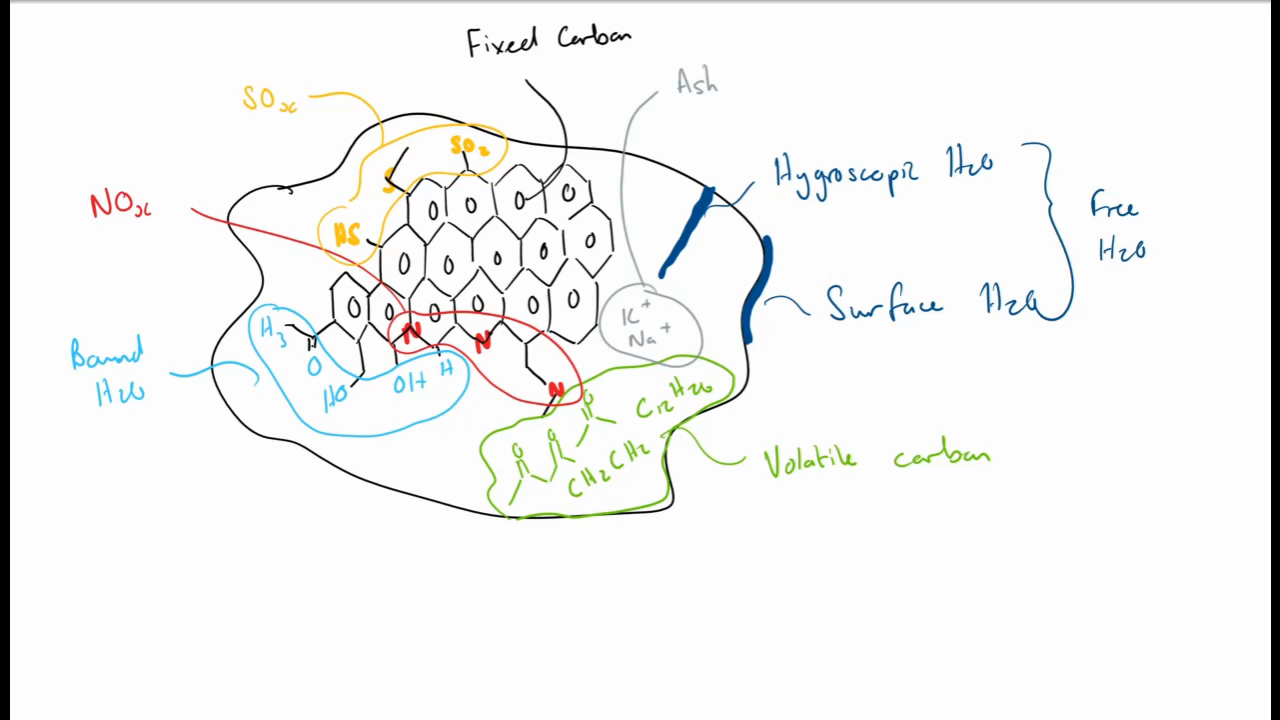 Fixed Carbon
Ash
SOx
NOx
Hygroscopic H2O
Free
H2O
Surface H2O
Bound
H2O
Volatile carbon
S
SO2
HS
O O O O
O O O O O
O O O O O O
N N N
K+
Na+
H3
H
O
HO
OH
H
O O O
C12H20
CH2CH2